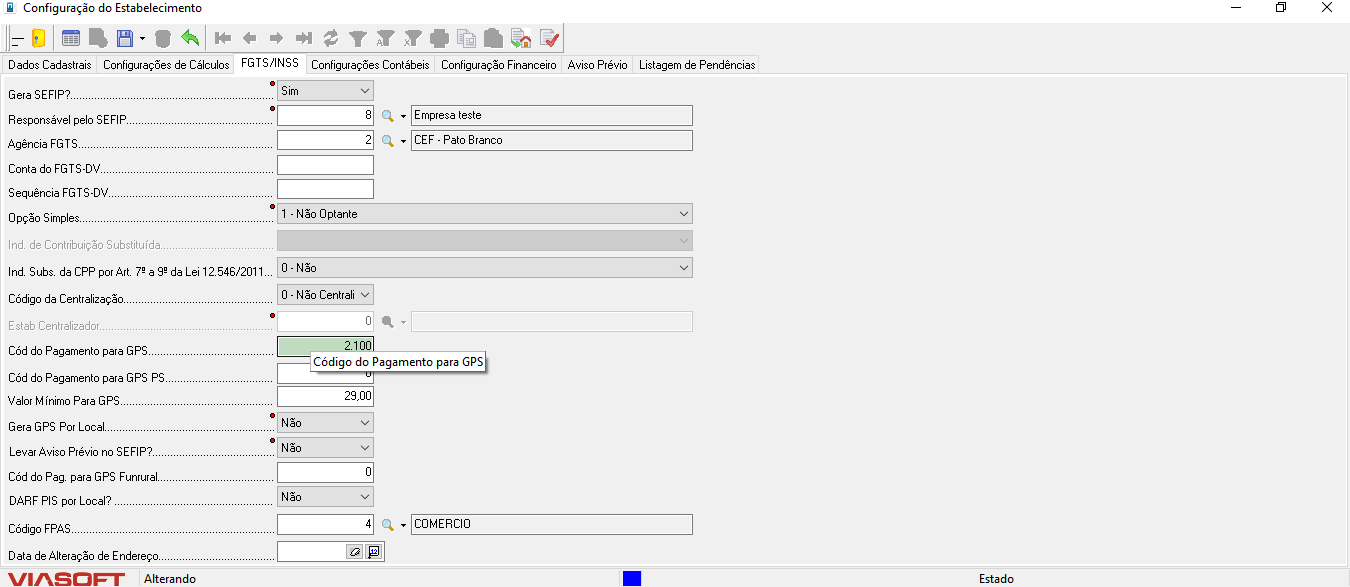 Configuração do Estabelecimento
Dados Cadastrais Configurações de Cálculos FGTS/INSS Configurações Contábeis Configuração Financeiro Aviso Prévio Listagem de Pendências
Gera SEFIP?............ Sim
Responsável pelo SEFIP............ 8 Empresa teste
Agência FGTS............ 2 CEF - Pato Branco
Conta do FGTS-DV............
Sequência FGTS-DV............
Opção Simples............ 1 - Não Optante
Ind. de Contribuição Substituída............
Ind. Subs. da CPP por Art. 7º a 9º da Lei 12.546/2011... 0 - Não
Código da Centralização............ 0 - Não Centrali
Estab Centralizador............ 0
Cód do Pagamento para GPS............ 2.100
Código do Pagamento para GPS
Cód do Pagamento para GPS PS............ 0
Valor Mínimo Para GPS............ 29,00
Gera GPS Por Local............ Não
Levar Aviso Prévio no SEFIP?............ Não
Cód do Pag. para GPS Funrural............ 0
DARF PIS por Local? ............ Não
Código FPAS............ 4 COMERCIO
Data de Alteração de Endereço............ 12
VIASOFT Alterando Estado